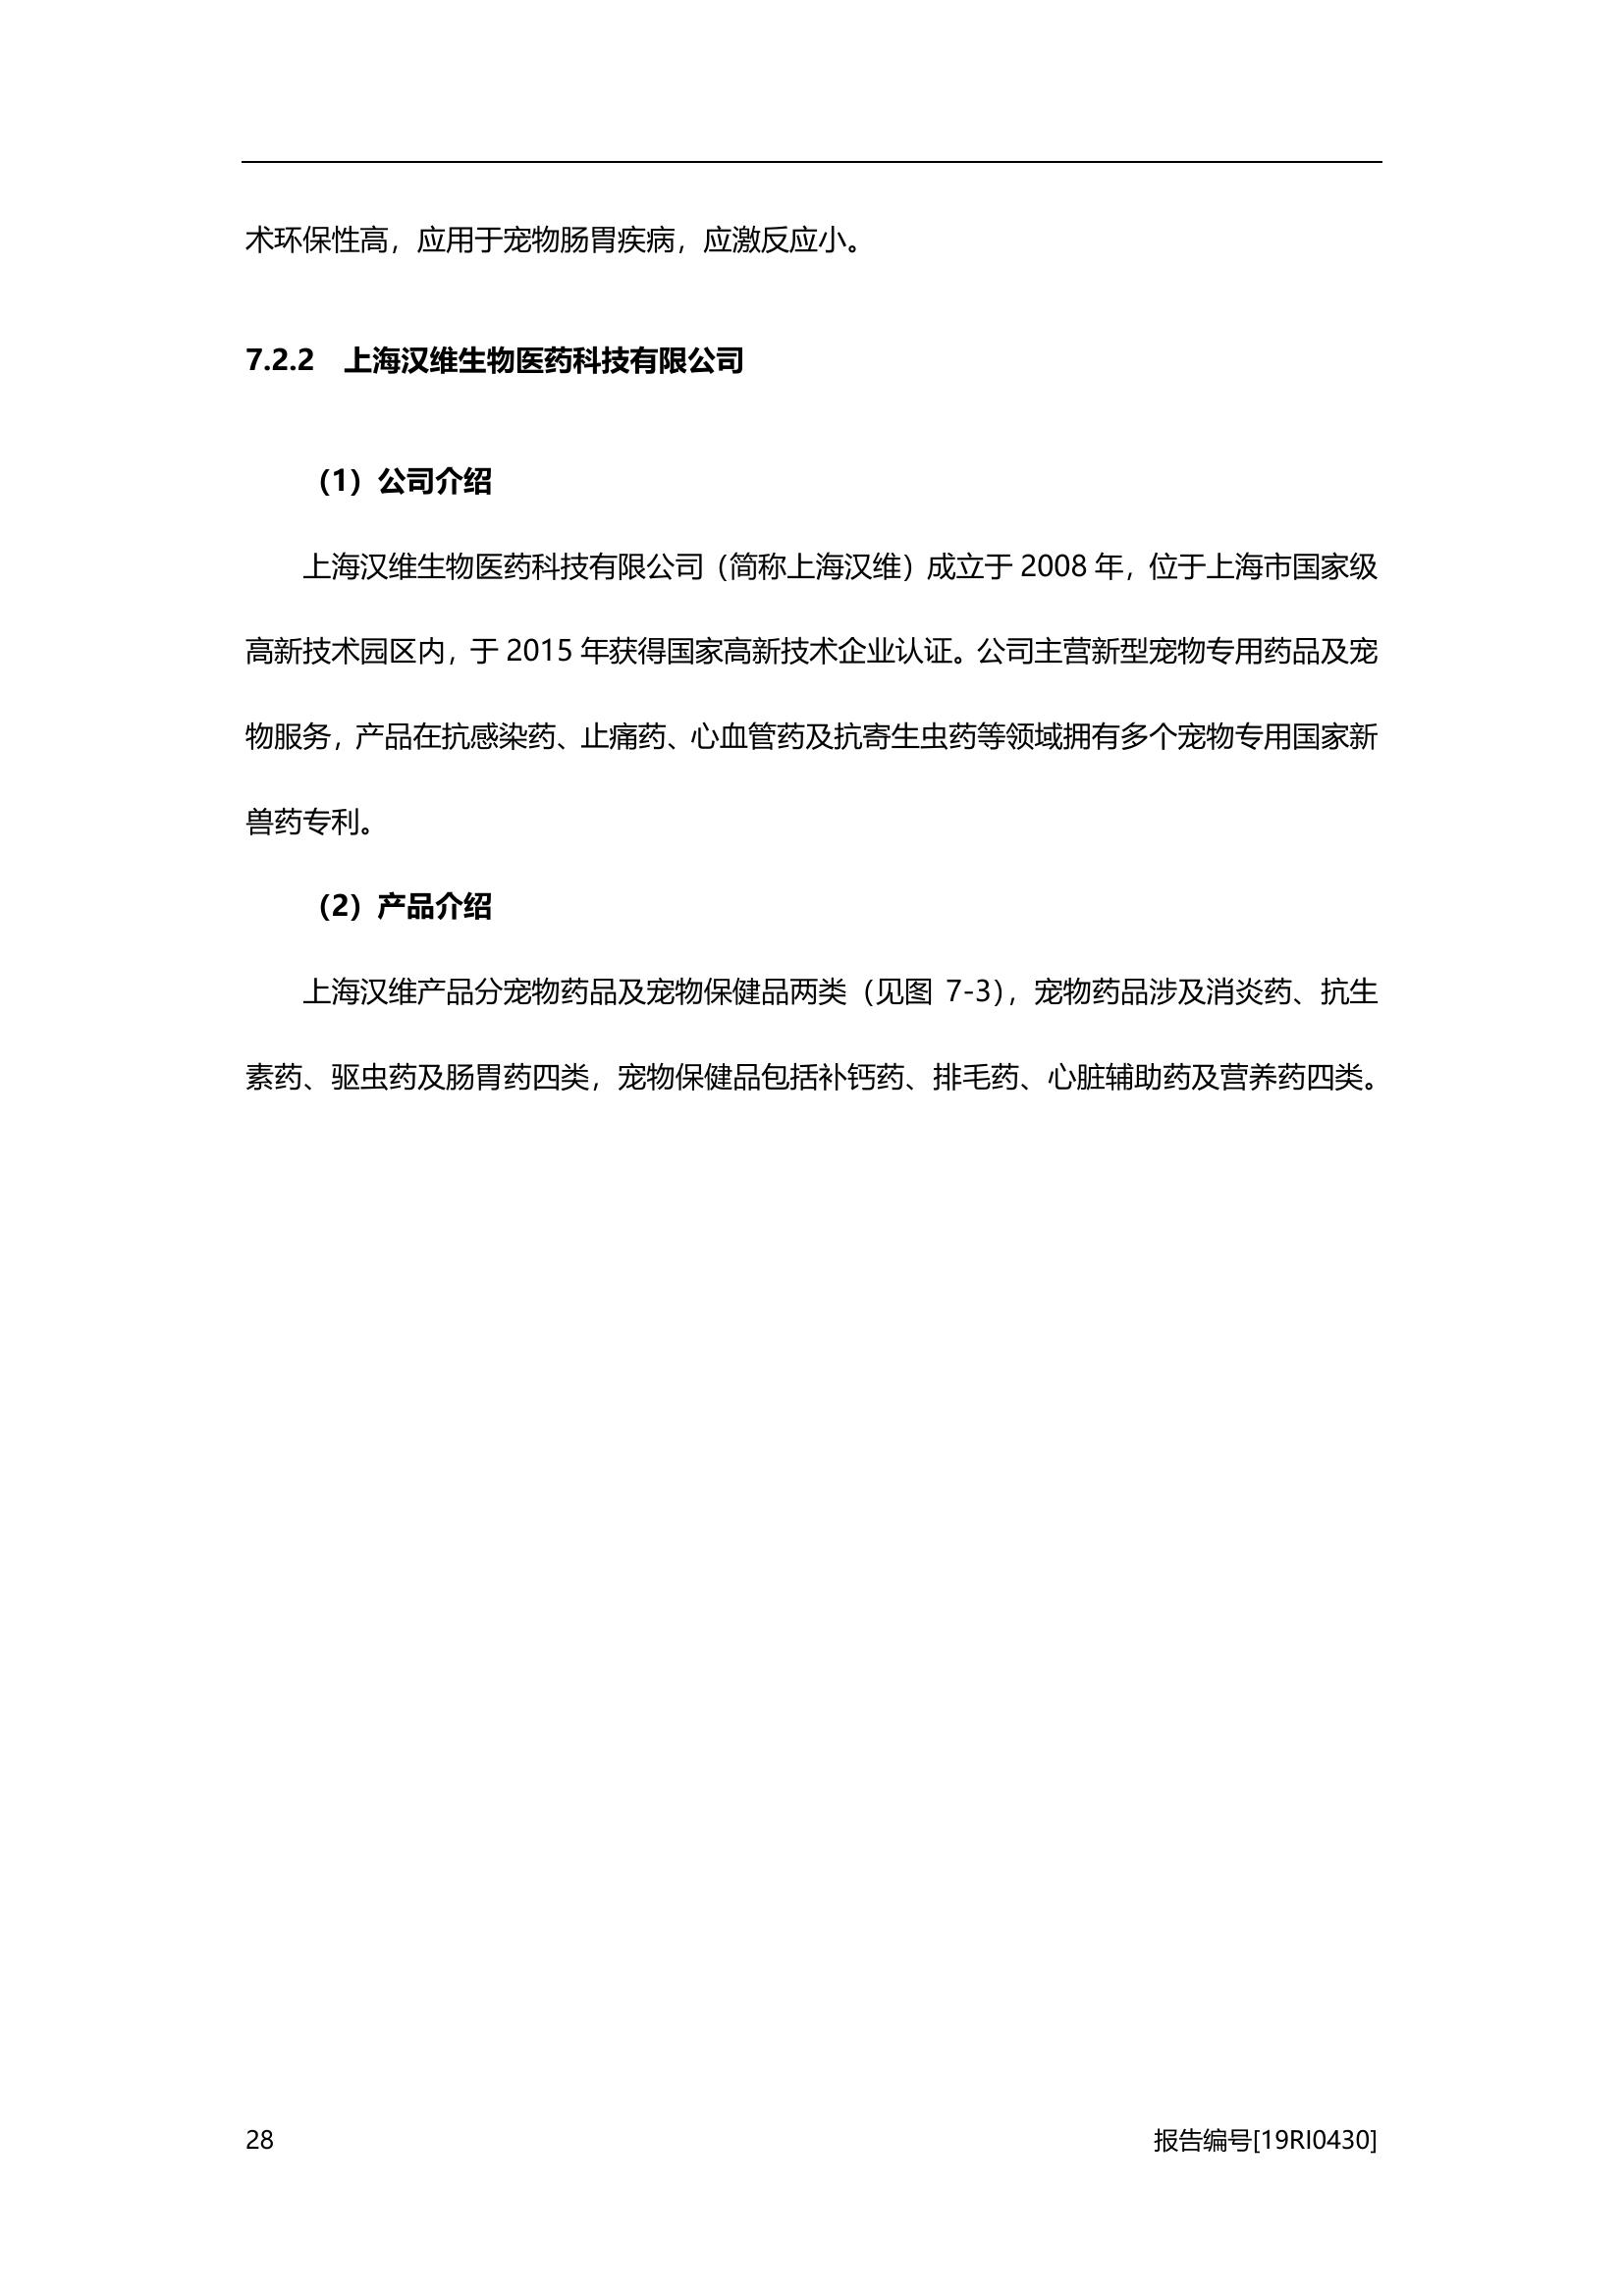 术环保性高，应用于宠物肠胃疾病，应激反应小。
7.2.2 上海汉维生物医药科技有限公司
（1）公司介绍
上海汉维生物医药科技有限公司（简称上海汉维）成立于 2008 年，位于上海市国家级
高新技术园区内，于 2015 年获得国家高新技术企业认证。公司主营新型宠物专用药品及宠
物服务，产品在抗感染药、止痛药、心血管药及抗寄生虫药等领域拥有多个宠物专用国家新
兽药专利。
（2）产品介绍
上海汉维产品分宠物药品及宠物保健品两类（见图 7-3），宠物药品涉及消炎药、抗生
素药、驱虫药及肠胃药四类，宠物保健品包括补钙药、排毛药、心脏辅助药及营养药四类。
28 报告编号[19RI0430]